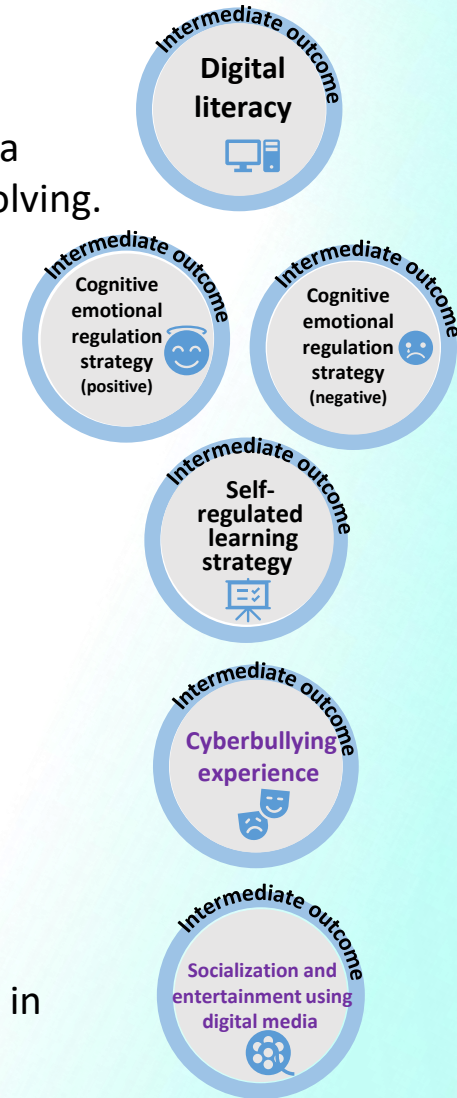 Intermediate outcome
Digital
literacy
a
olving.
Intermediate outcome
Cognitive
emotional
regulation
strategy
(positive)
Intermediate outcome
Cognitive
emotional
regulation
strategy
(negative)
Intermediate outcome
Self-
regulated
learning
strategy
Intermediate outcome
Cyberbullying
experience
Intermediate outcome
Socialization and
entertainment using
digital media
in